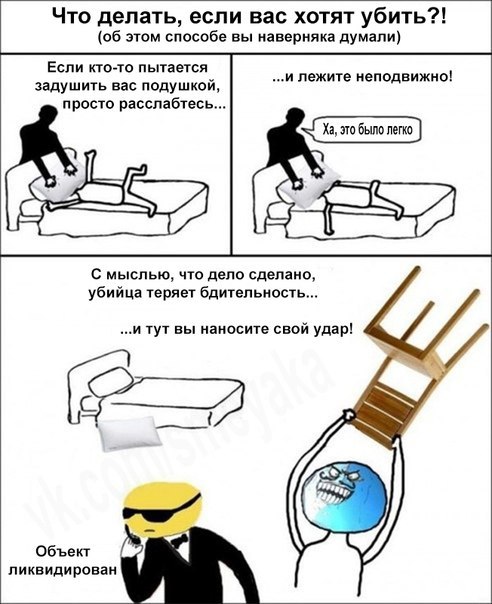 Что делать, если вас хотят убить?!
(об этом способе вы наверняка думали)
Если кто-то пытается
задушить вас подушкой,
просто расслабтесь...
...и лежите неподвижно!
Ха, это было легко
С мыслью, что дело сделано,
убийца теряет бдительность...
...и тут вы наносите свой удар!
Объект
ликвидирован